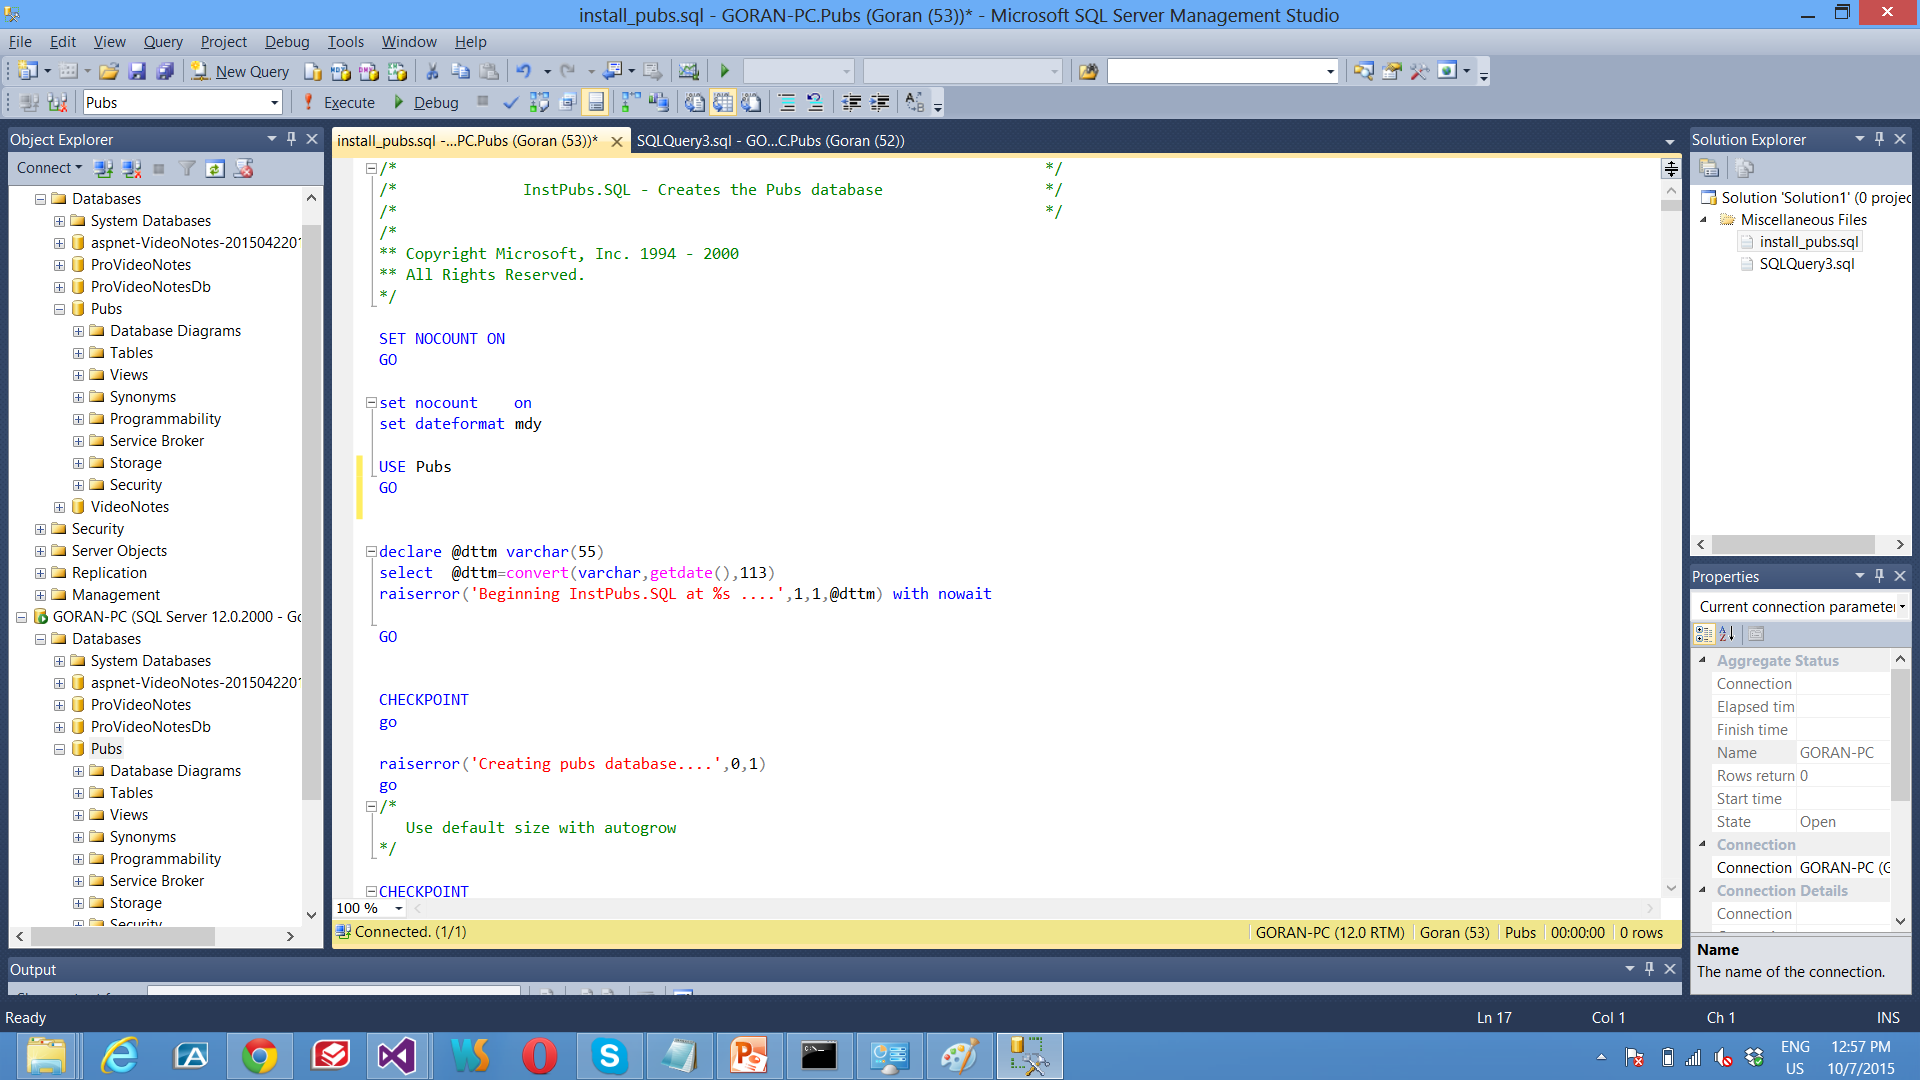 install_pubs.sql - GORAN-PC.Pubs (Goran (53))* - Microsoft SQL Server Management Studio
File Edit View Query Project Debug Tools Window Help
New Query
Pubs Execute Debug
Object Explorer
Connect
Databases
System Databases
aspnet-VideoNotes-201504220
ProVideoNotes
ProVideoNotesDb
Pubs
Database Diagrams
Tables
Views
Synonyms
Programmability
Service Broker
Storage
Security
VideoNotes
Security
Server Objects
Replication
Management
GORAN-PC (SQL Server 12.0.2000 - Go
Databases
System Databases
aspnet-VideoNotes-201504220
ProVideoNotes
ProVideoNotesDb
Pubs
Database Diagrams
Tables
Views
Synonyms
Programmability
Service Broker
Storage
Security
install_pubs.sql -...PC.Pubs (Goran (53))* SQLQuery3.sql - GO...C.Pubs (Goran (52))
/* */
/* InstPubs.SQL - Creates the Pubs database */
/* */
/*
** Copyright Microsoft, Inc. 1994 - 2000
** All Rights Reserved.
*/
SET NOCOUNT ON
GO
set nocount on
set dateformat mdy
USE Pubs
GO
declare @dttm varchar(55)
select @dttm=convert(varchar,getdate(),113)
raiserror('Beginning InstPubs.SQL at %s ....',1,1,@dttm) with nowait
GO
CHECKPOINT
go
raiserror('Creating pubs database....',0,1)
go
/*
Use default size with autogrow
*/
CHECKPOINT
100 %
Connected. (1/1) GORAN-PC (12.0 RTM) Goran (53) Pubs 00:00:00 0 rows
Output
Solution Explorer
Solution 'Solution1' (0 projec
Miscellaneous Files
install_pubs.sql
SQLQuery3.sql
Properties
Current connection parameter
Aggregate Status
Connection
Elapsed tim
Finish time
Name GORAN-PC
Rows return 0
Start time
State Open
Connection
Connection GORAN-PC (G
Connection Details
Connection
Name
The name of the connection.
Ready Ln 17 Col 1 Ch 1 INS
ENG 12:57 PM
US 10/7/2015